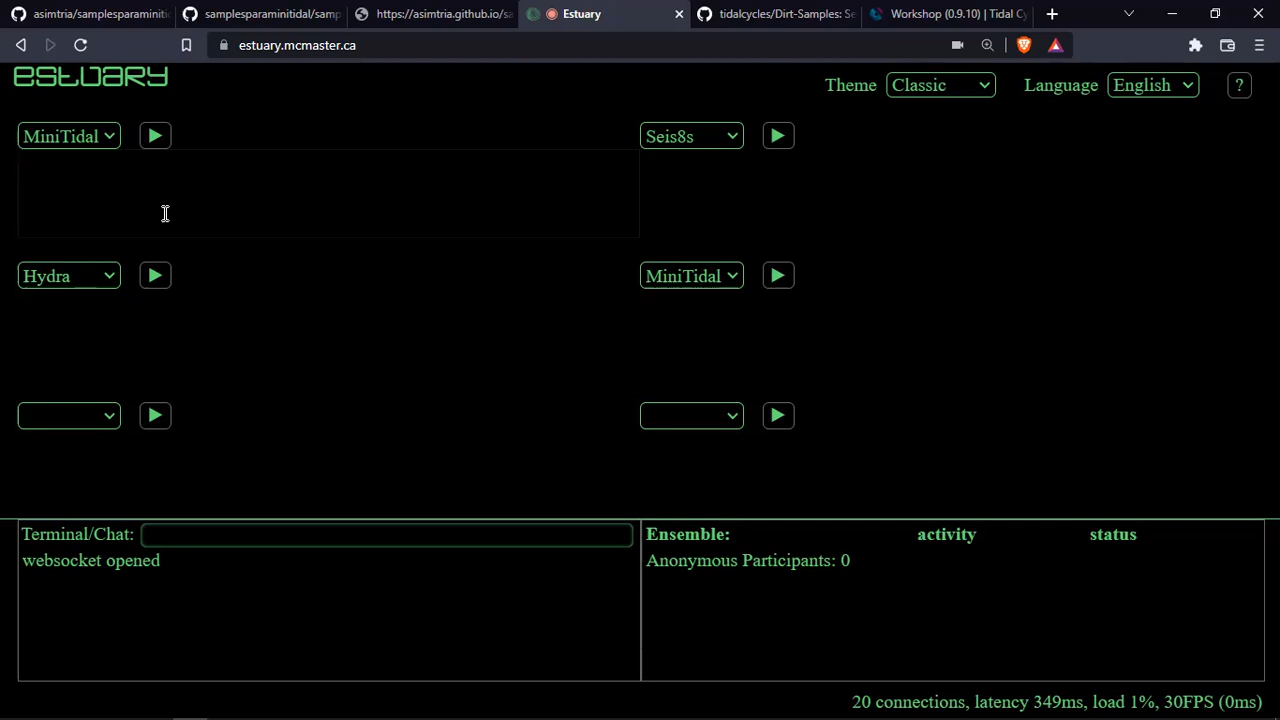 asimtria/samplesparaminiti
samplesparaminitidal/samp
https://asimtria.github.io/sa
Estuary
tidalcycles/Dirt-Samples: Se
Workshop (0.9.10) | Tidal Cy
estuary.mcmaster.ca
estuary
Theme
Classic
Language
English
?
MiniTidal
Seis8s
Hydra
MiniTidal
Terminal/Chat:
websocket opened
Ensemble:
activity
status
Anonymous Participants: 0
20 connections, latency 349ms, load 1%, 30FPS (0ms)